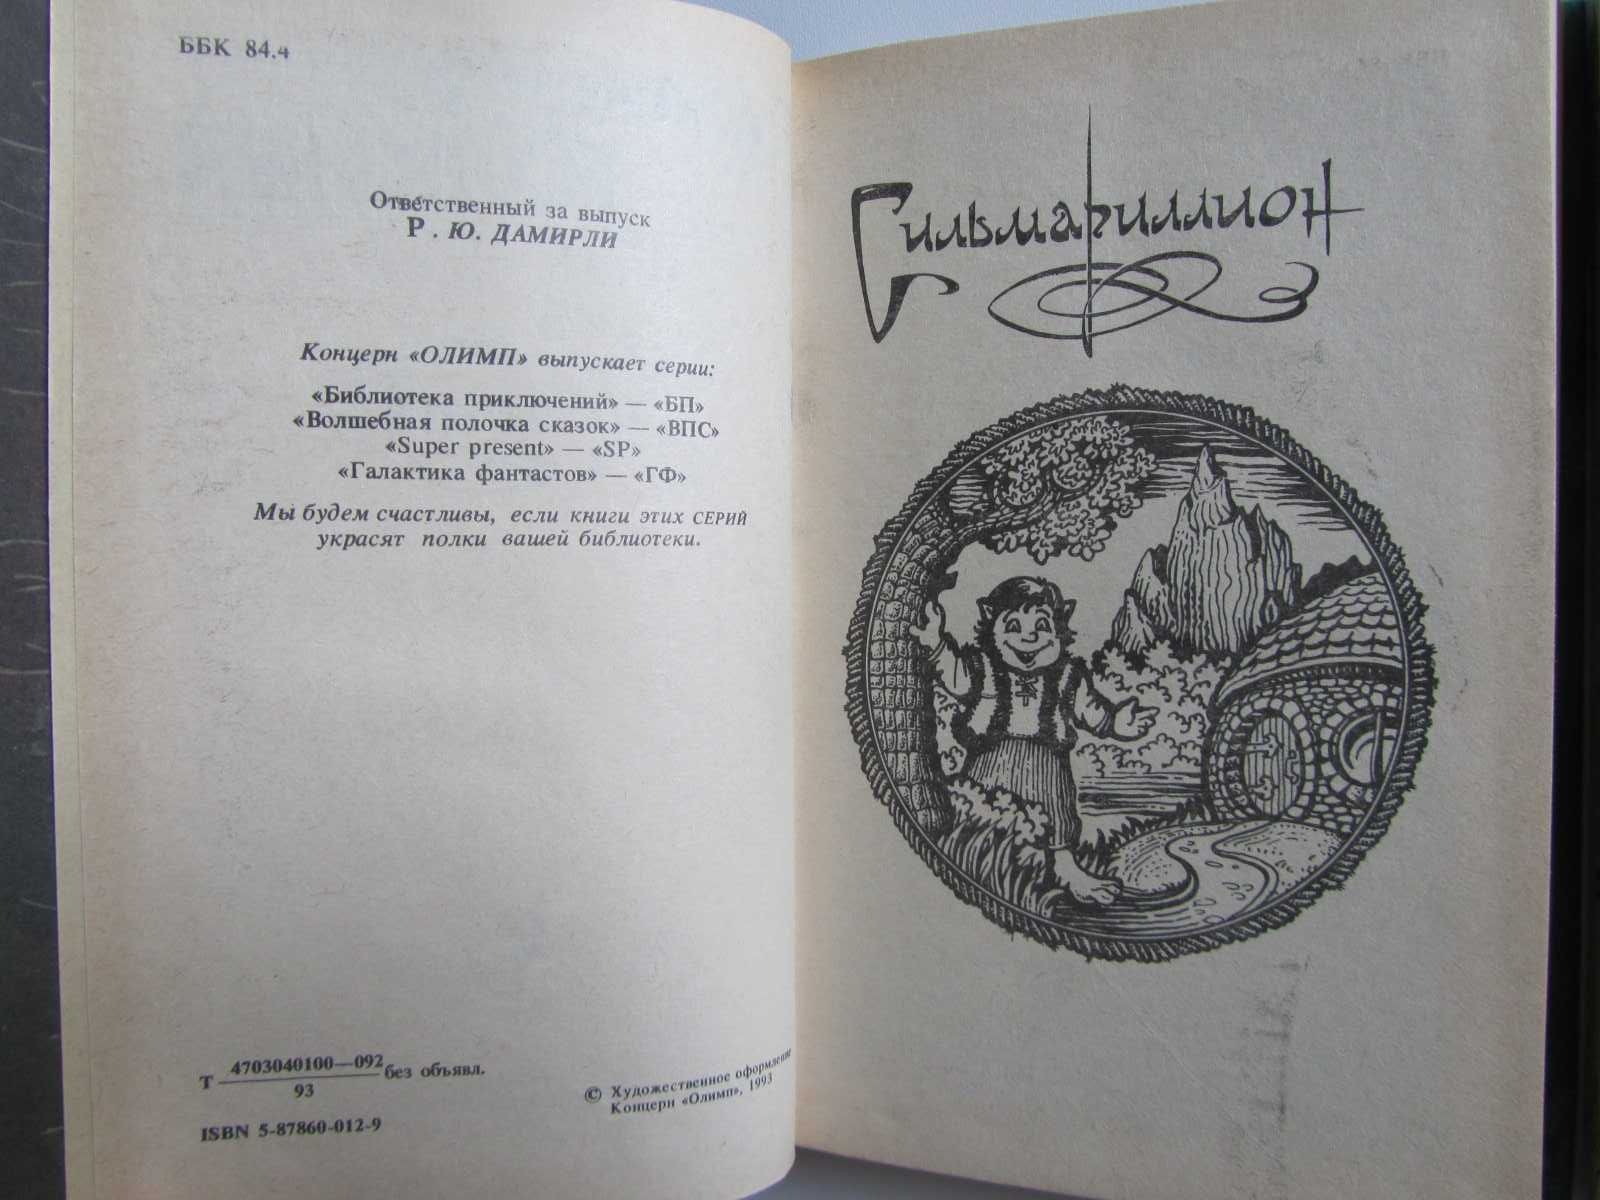 ББК 84.4
Ответственный за выпуск
Р. Ю. ДАМИРЛИ
Концерн «ОЛИМП» выпускает серии:
«Библиотека приключений» — «БП»
«Волшебная полочка сказок» — «ВПС»
«Super present» — «SP»
«Галактика фантастов» — «ГФ»
Мы будем счастливы, если книги этих СЕРИЙ
украсят полки вашей библиотеки.
Т 4703040100—092 без объявл.
93
ISBN 5-87860-012-9
© Художественное оформление
Концерн «Олимп», 1993
Сильмариллион